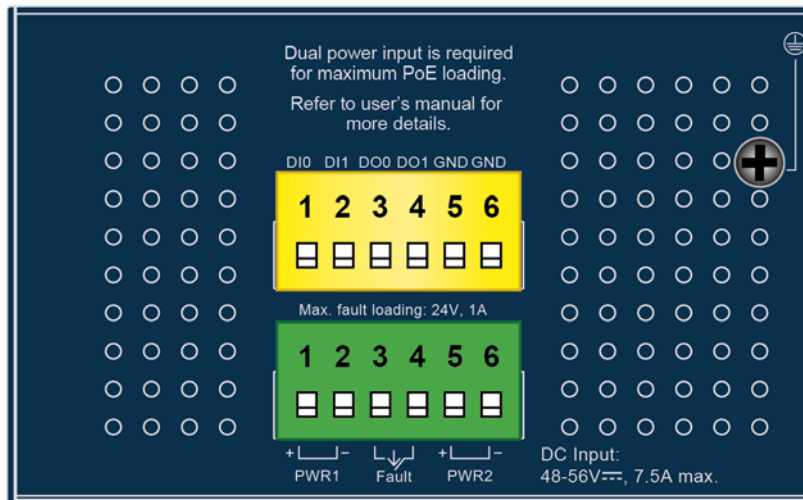 Dual power input is required
for maximum PoE loading.
Refer to user's manual for
more details.
DI0 DI1 DO0 DO1 GND GND
1 2 3 4 5 6
Max. fault loading: 24V, 1A
1 2 3 4 5 6
+ − + −
PWR1 Fault PWR2
DC Input:
48-56V⎓, 7.5A max.